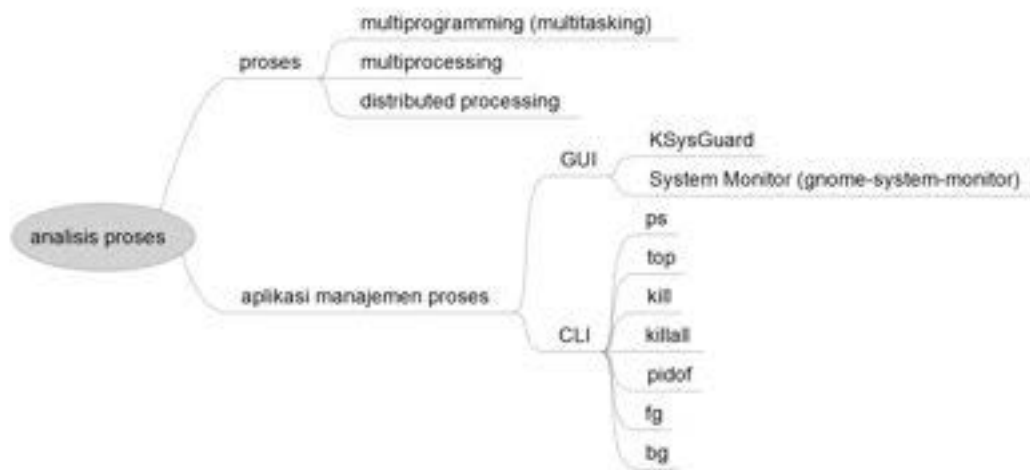 analisis proses
proses
multiprogramming (multitasking)
multiprocessing
distributed processing
aplikasi manajemen proses
GUI
KSysGuard
System Monitor (gnome-system-monitor)
CLI
ps
top
kill
killall
pidof
fg
bg